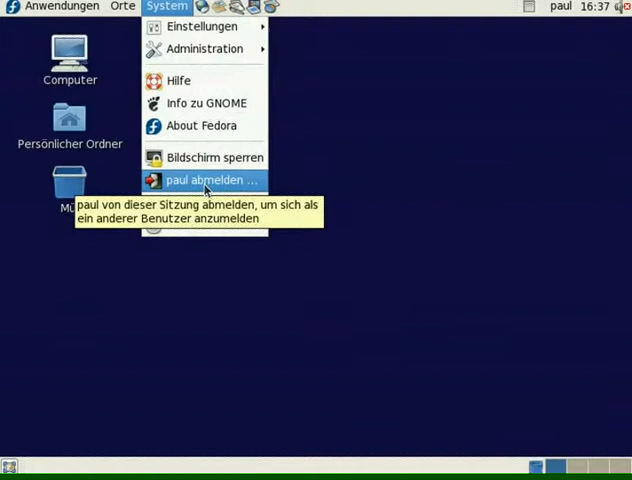 Anwendungen Orte System paul 16:37
Einstellungen
Administration
Hilfe
Info zu GNOME
About Fedora
Bildschirm sperren
paul abmelden ...
paul von dieser Sitzung abmelden, um sich als
ein anderer Benutzer anzumelden
Computer
Persönlicher Ordner